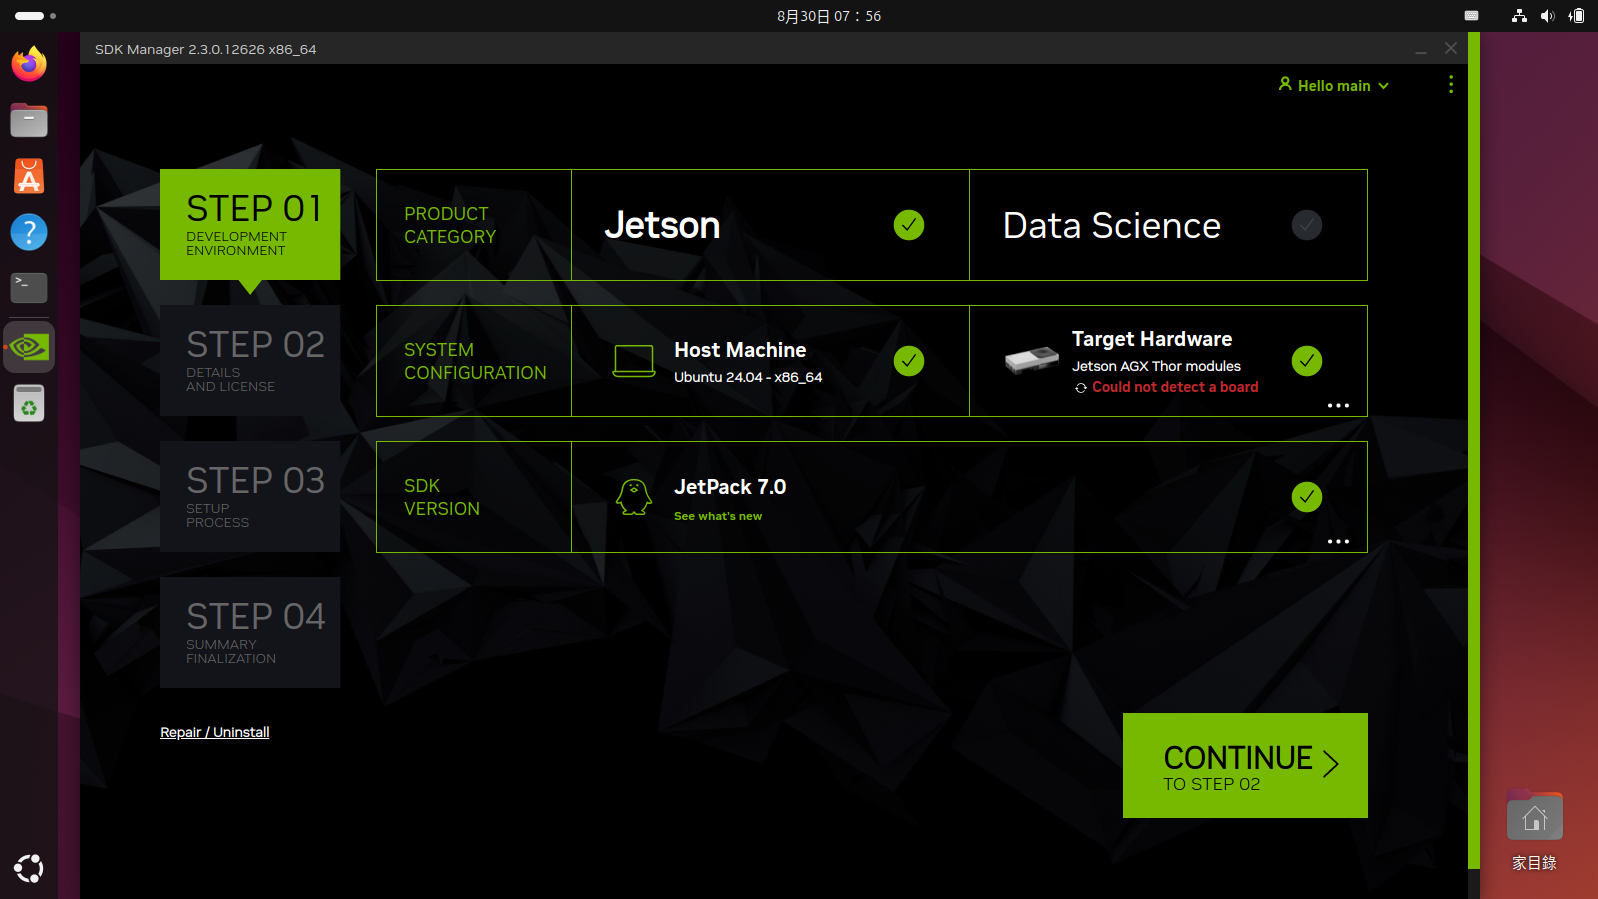 8月30日 07：56
SDK Manager 2.3.0.12626 x86_64
Hello main
STEP 01
DEVELOPMENT
ENVIRONMENT
PRODUCT
CATEGORY
Jetson
Data Science
STEP 02
DETAILS
AND LICENSE
SYSTEM
CONFIGURATION
Host Machine
Ubuntu 24.04 - x86_64
Target Hardware
Jetson AGX Thor modules
Could not detect a board
STEP 03
SETUP
PROCESS
SDK
VERSION
JetPack 7.0
See what's new
STEP 04
SUMMARY
FINALIZATION
Repair / Uninstall
CONTINUE
TO STEP 02
家目錄